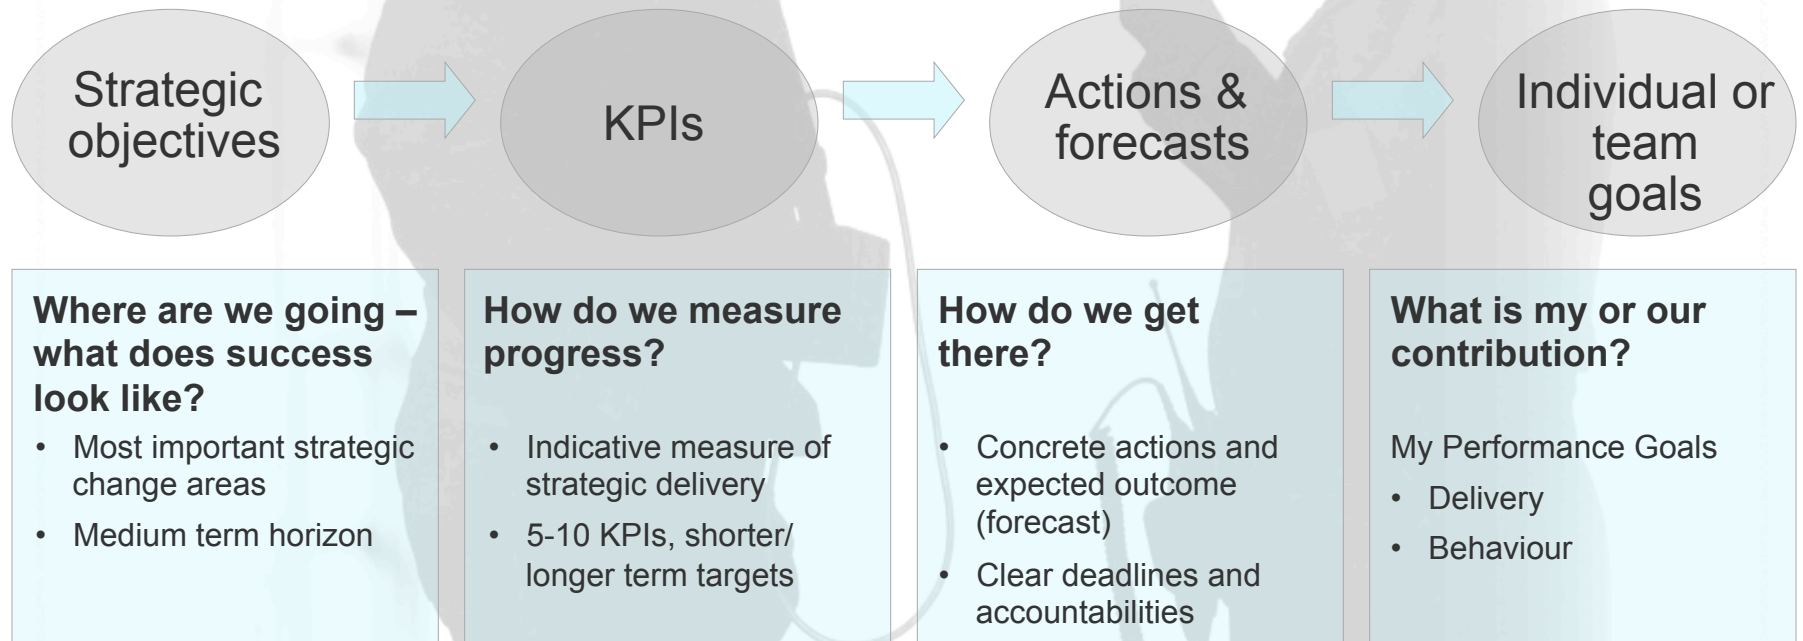 Strategic
objectives
KPIs
Actions &
forecasts
Individual or
team
goals
Where are we going –
what does success
look like?
• Most important strategic
change areas
• Medium term horizon
How do we measure
progress?
• Indicative measure of
strategic delivery
• 5-10 KPIs, shorter/
longer term targets
How do we get
there?
• Concrete actions and
expected outcome
(forecast)
• Clear deadlines and
accountabilities
What is my or our
contribution?
My Performance Goals
• Delivery
• Behaviour